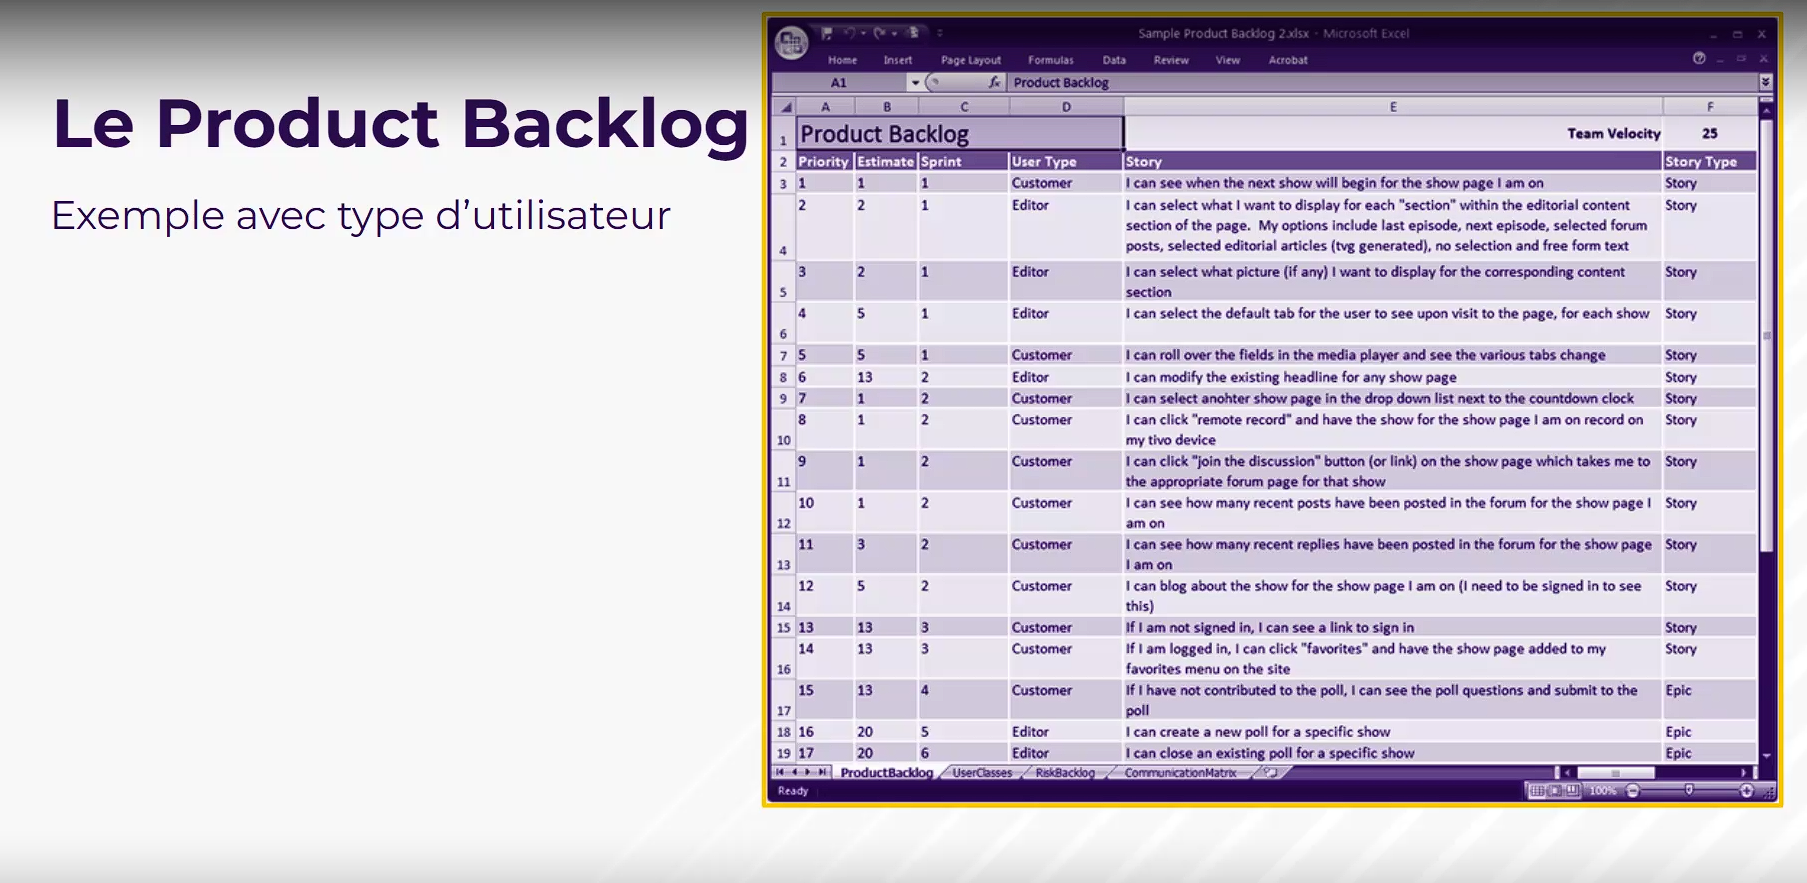 Le Product Backlog
Exemple avec type d’utilisateur
Sample Product Backlog 2.xlsx - Microsoft Excel
Home Insert Page Layout Formulas Data Review View Acrobat
A1 fx Product Backlog
A B C D E F
1 Product Backlog Team Velocity 25
2 Priority Estimate Sprint User Type Story Story Type
3 1 1 1 Customer I can see when the next show will begin for the show page I am on Story
2 2 1 Editor I can select what I want to display for each "section" within the editorial content Story
section of the page. My options include last episode, next episode, selected forum
4 posts, selected editorial articles (tvg generated), no selection and free form text
3 2 1 Editor I can select what picture (if any) I want to display for the corresponding content Story
5 section
4 5 1 Editor I can select the default tab for the user to see upon visit to the page, for each show Story
6
7 5 5 1 Customer I can roll over the fields in the media player and see the various tabs change Story
8 6 13 2 Editor I can modify the existing headline for any show page Story
9 7 1 2 Customer I can select anohter show page in the drop down list next to the countdown clock Story
8 1 2 Customer I can click "remote record" and have the show for the show page I am on record on Story
10 my tivo device
9 1 2 Customer I can click "join the discussion" button (or link) on the show page which takes me to Story
11 the appropriate forum page for that show
10 1 2 Customer I can see how many recent posts have been posted in the forum for the show page I Story
12 am on
11 3 2 Customer I can see how many recent replies have been posted in the forum for the show page Story
13 I am on
12 5 2 Customer I can blog about the show for the show page I am on (I need to be signed in to see Story
14 this)
15 13 13 3 Customer If I am not signed in, I can see a link to sign in Story
14 13 3 Customer If I am logged in, I can click "favorites" and have the show page added to my Story
16 favorites menu on the site
15 13 4 Customer If I have not contributed to the poll, I can see the poll questions and submit to the Epic
17 poll
18 16 20 5 Editor I can create a new poll for a specific show Epic
19 17 20 6 Editor I can close an existing poll for a specific show Epic
ProductBacklog UserClasses RiskBacklog CommunicationMatrix
Ready 100%